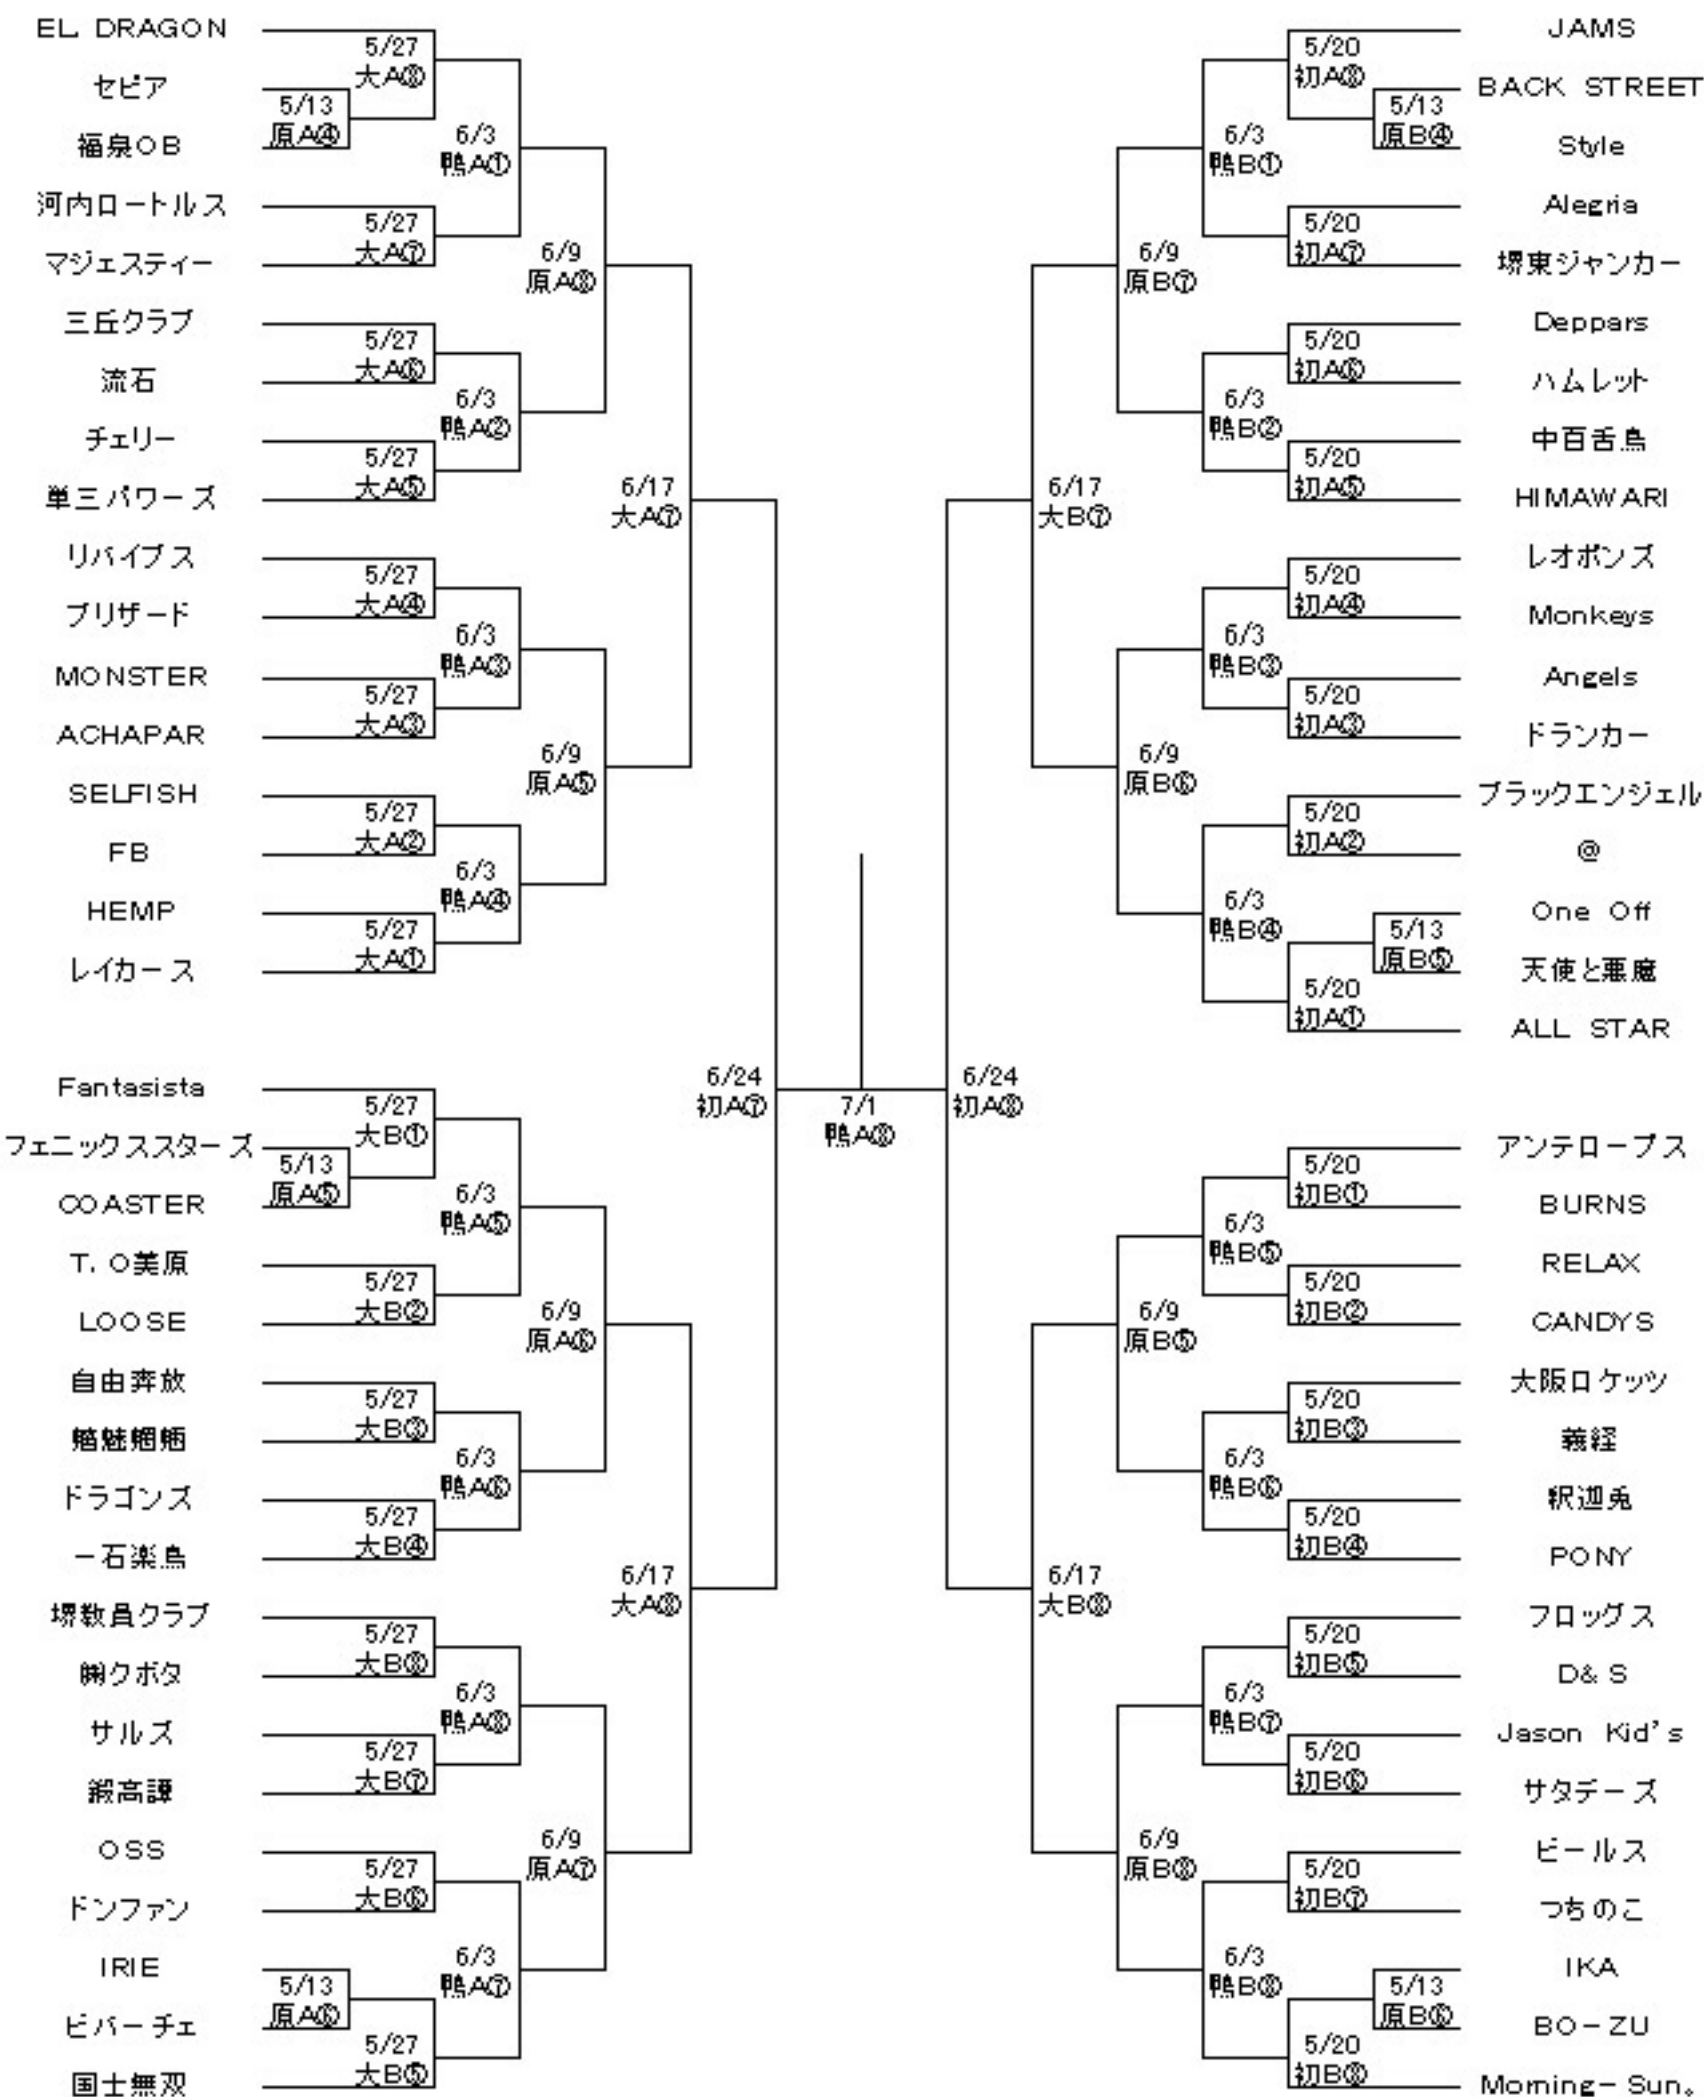 EL DRAGON
5/27
大A⑧
セピア
5/13
原A④
福泉OB
6/3
鴨A①
河内ロートルス
5/27
大A⑦
マジェスティー
6/9
原A⑧
三丘クラブ
5/27
大A⑥
流石
6/3
鴨A②
チェリー
5/27
大A⑤
単三パワーズ
6/17
大A⑦
リバイブス
5/27
大A④
ブリザード
6/3
鴨A③
MONSTER
5/27
大A③
ACHAPAR
6/9
原A⑤
SELFISH
5/27
大A②
FB
6/3
鴨A④
HEMP
5/27
大A①
レイカース
Fantasista
5/27
大B①
フェニックススターズ
5/13
原A⑤
COASTER
6/3
鴨A⑤
T.O美原
5/27
大B②
LOOSE
6/9
原A⑥
自由奔放
5/27
大B③
魑魅魍魎
6/3
鴨A⑥
ドラゴンズ
5/27
大B④
一石楽鳥
6/17
大A⑧
堺教員クラブ
5/27
大B⑧
㈱クボタ
6/3
鴨A⑧
サルズ
5/27
大B⑦
鍛高譚
6/9
原A⑦
OSS
5/27
大B⑥
ドンファン
6/3
鴨A⑦
IRIE
5/13
原A⑥
ビバーチェ
5/27
大B⑤
国士無双
6/24
初A⑦
7/1
鴨A⑧
6/24
初A⑧
JAMS
5/20
初A⑧
BACK STREET
5/13
原B④
Style
6/3
鴨B①
Alegria
5/20
初A⑦
堺東ジャンカー
6/9
原B⑦
Deppars
5/20
初A⑥
ハムレット
6/3
鴨B②
中百舌鳥
5/20
初A⑤
HIMAWARI
6/17
大B⑦
レオポンズ
5/20
初A④
Monkeys
6/3
鴨B③
Angels
5/20
初A③
ドランカー
6/9
原B⑥
ブラックエンジェル
5/20
初A②
@
6/3
鴨B④
One Off
5/13
原B⑤
天使と悪魔
5/20
初A①
ALL STAR
アンテロープス
5/20
初B①
BURNS
6/3
鴨B⑤
RELAX
5/20
初B②
CANDYS
6/9
原B⑤
大阪ロケッツ
5/20
初B③
義経
6/3
鴨B⑥
釈迦兎
5/20
初B④
PONY
6/17
大B⑧
フロッグス
5/20
初B⑤
D&S
6/3
鴨B⑦
Jason Kid's
5/20
初B⑥
サタデーズ
6/9
原B⑧
ビールス
5/20
初B⑦
つちのこ
6/3
鴨B⑧
IKA
5/13
原B⑥
BO-ZU
5/20
初B⑧
Morning-Sun。